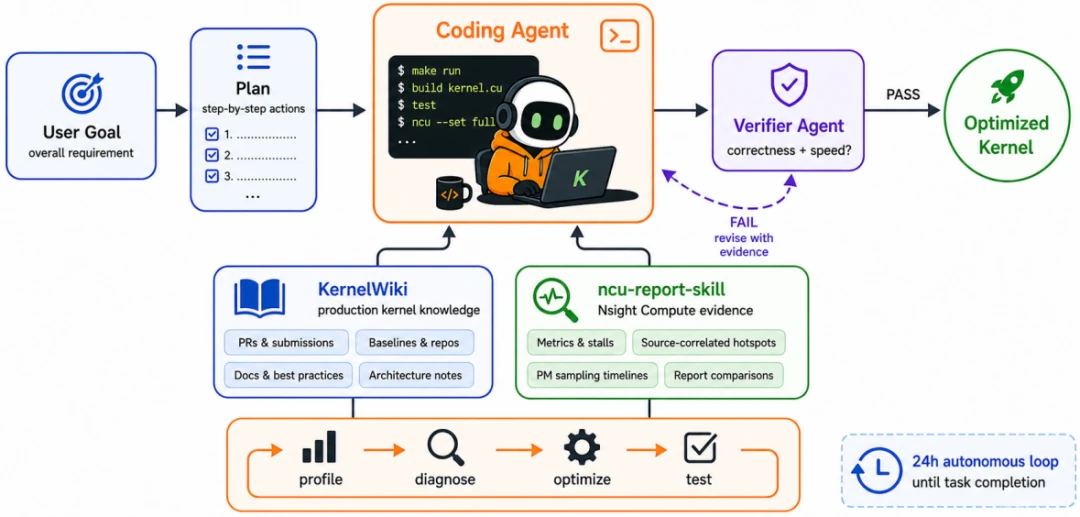 User Goal
overall requirement
Plan
step-by-step actions
1. ..................
2. ..................
3. ..................
...
Coding Agent
>_
$ make run
$ build kernel.cu
$ test
$ ncu --set full
...
</>
K
Verifier Agent
correctness + speed?
PASS
Optimized
Kernel
FAIL
revise with
evidence
KernelWiki
production kernel knowledge
PRs & submissions
Baselines & repos
Docs & best practices
Architecture notes
ncu-report-skill
Nsight Compute evidence
Metrics & stalls
Source-correlated hotspots
PM sampling timelines
Report comparisons
profile
diagnose
optimize
test
24h autonomous loop
until task completion